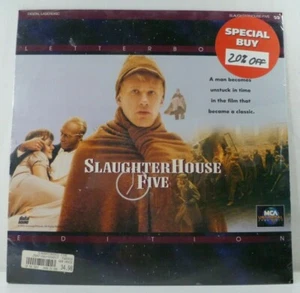 LETTERBOX
SPECIAL
BUY
20% OFF
A man becomes
unstuck in time
in the film that
became a classic.
SLAUGHTERHOUSE
FIVE
MCA
EDITION